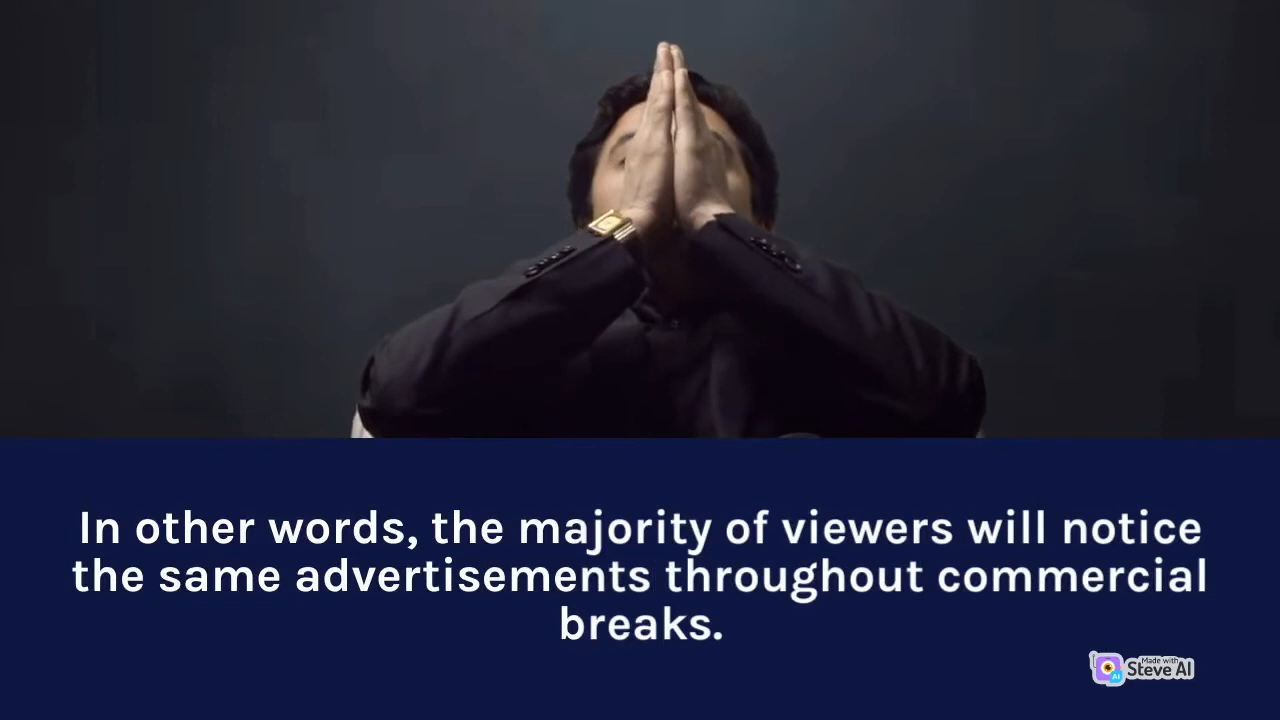 In other words, the majority of viewers will notice
the same advertisements throughout commercial
breaks.
Made with
Steve AI
AI